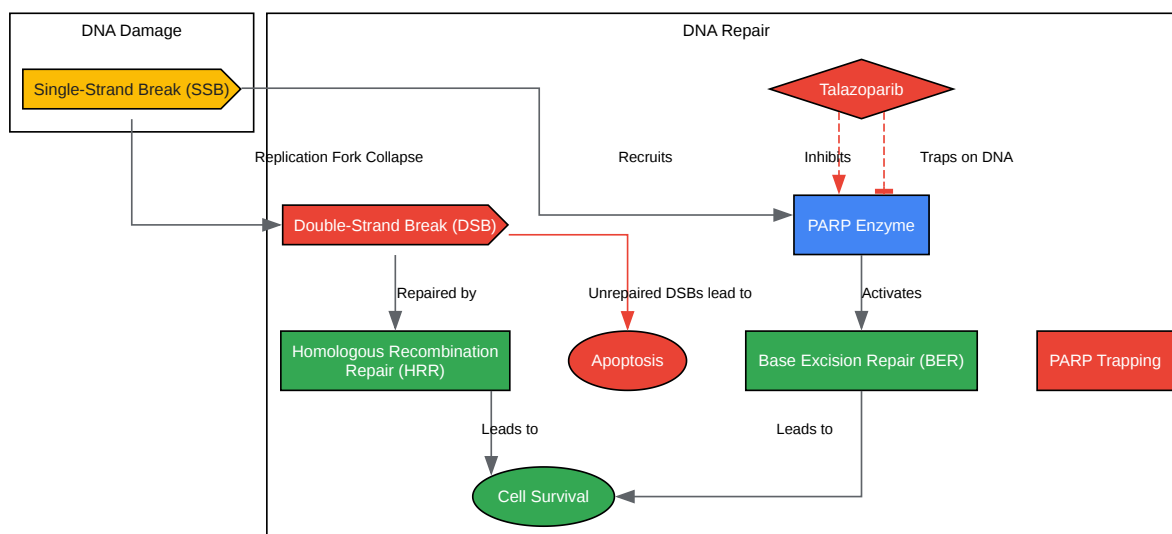 DNA Damage
DNA Repair
Single-Strand Break (SSB)
Talazoparib
Replication Fork Collapse
Recruits
Inhibits
Traps on DNA
Double-Strand Break (DSB)
PARP Enzyme
Repaired by
Unrepaired DSBs lead to
Activates
Homologous Recombination
Repair (HRR)
Apoptosis
Base Excision Repair (BER)
PARP Trapping
Leads to
Leads to
Cell Survival